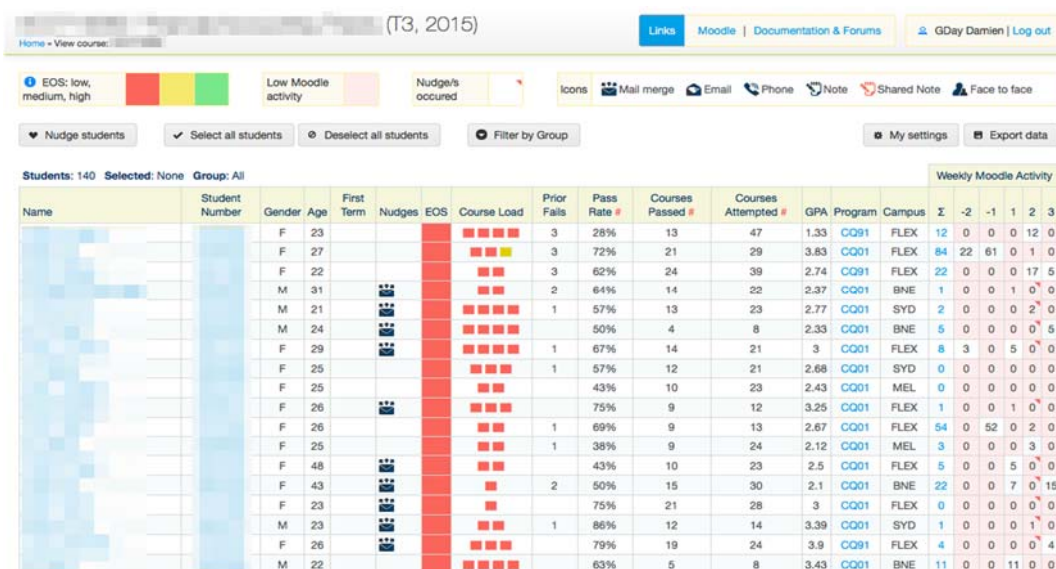 (T3, 2015)
Home - View course:
Links Moodle | Documentation & Forums GDay Damien | Log out
EOS: low, medium, high
Low Moodle activity
Nudge/s occured
Icons Mail merge Email Phone Note Shared Note Face to face
Nudge students Select all students Deselect all students Filter by Group My settings Export data
Students: 140 Selected: None Group: All Weekly Moodle Activity
Name Student Number Gender Age First Term Nudges EOS Course Load Prior Fails Pass Rate # Courses Passed # Courses Attempted # GPA Program Campus Σ -2 -1 1 2 3
F 23 3 28% 13 47 1.33 CQ91 FLEX 12 0 0 0 12 0
F 27 3 72% 21 29 3.83 CQ01 FLEX 84 22 61 0 1 0
F 22 3 62% 24 39 2.74 CQ91 FLEX 22 0 0 0 17 5
M 31 2 64% 14 22 2.37 CQ01 BNE 1 0 0 1 0 0
M 21 1 57% 13 23 2.77 CQ01 SYD 2 0 0 0 2 0
M 24 50% 4 8 2.33 CQ01 BNE 5 0 0 0 0 5
F 29 1 67% 14 21 3 CQ01 FLEX 8 3 0 5 0 0
F 25 1 57% 12 21 2.68 CQ01 SYD 0 0 0 0 0 0
F 25 43% 10 23 2.43 CQ01 MEL 0 0 0 0 0 0
F 26 75% 9 12 3.25 CQ01 FLEX 1 0 0 1 0 0
F 26 1 69% 9 13 2.67 CQ01 FLEX 54 0 52 0 2 0
F 25 1 38% 9 24 2.12 CQ01 MEL 3 0 0 0 3 0
F 48 43% 10 23 2.5 CQ01 FLEX 5 0 0 5 0 0
F 43 2 50% 15 30 2.1 CQ01 BNE 22 0 0 7 0 15
F 23 75% 21 28 3 CQ01 FLEX 0 0 0 0 0 0
M 23 1 86% 12 14 3.39 CQ01 SYD 1 0 0 0 1 0
F 26 79% 19 24 3.9 CQ91 FLEX 4 0 0 0 0 4
M 22 63% 5 8 3.43 CQ01 BNE 11 0 0 11 0 0